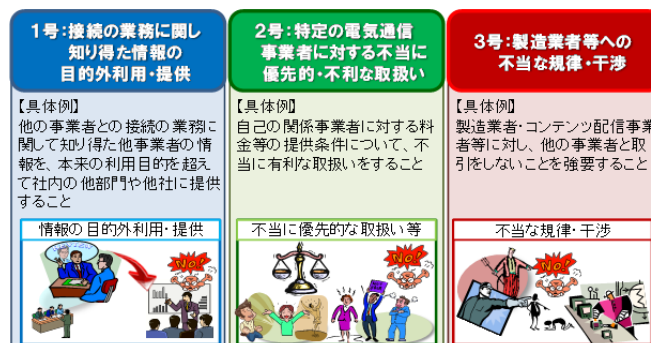 1号:接続の業務に関し
知り得た情報の
目的外利用・提供
【具体例】
他の事業者との接続の業務に
関して知り得た他事業者の情
報を、本来の利用目的を超え
て社内の他部門や他社に提供
すること
情報の目的外利用・提供
NO!
2号:特定の電気通信
事業者に対する不当に
優先的・不利な取扱い
【具体例】
自己の関係事業者に対する料
金等の提供条件について、不
当に有利な取扱いをすること
不当に優先的な取扱い等
NO!
3号:製造業者等への
不当な規律・干渉
【具体例】
製造業者・コンテンツ配信事業
者等に対し、他の事業者と取
引をしないことを強要すること
不当な規律・干渉
NO!